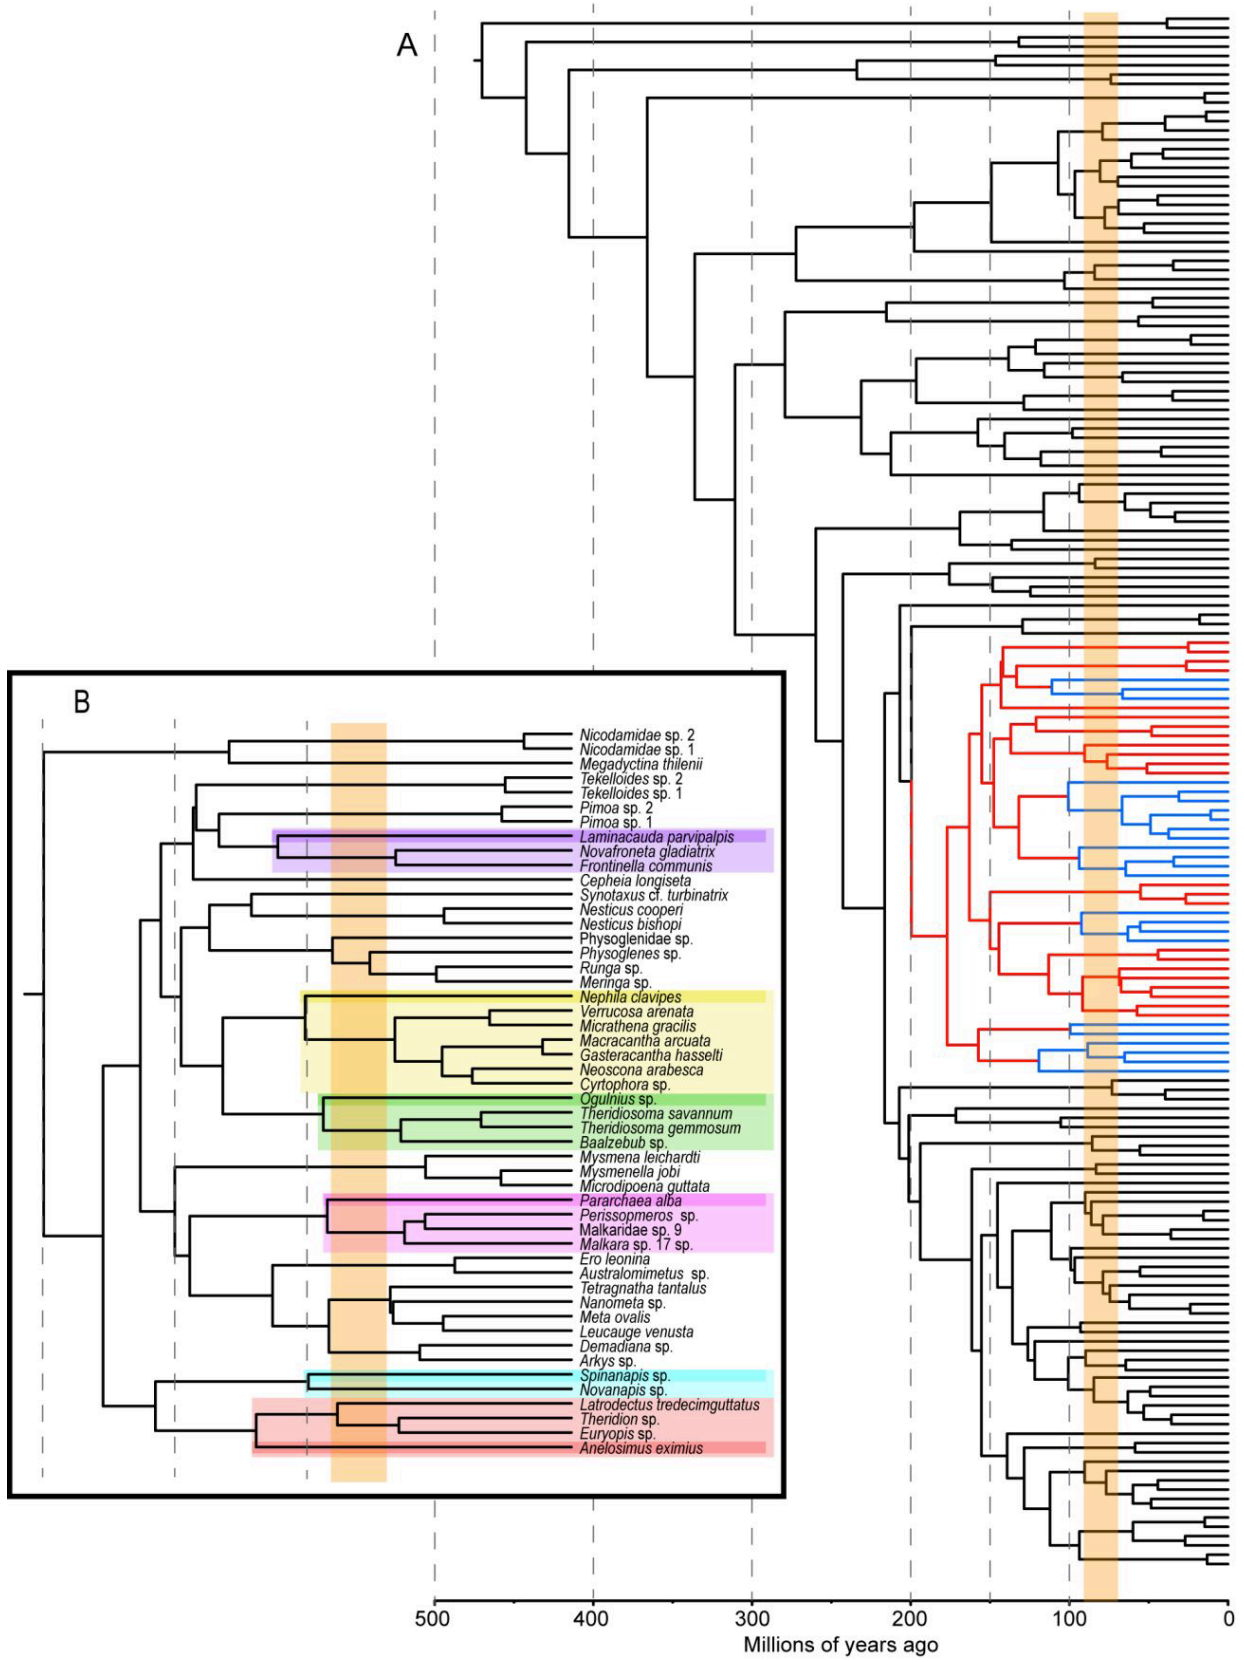 A
B
Nicodamidae sp. 2
Nicodamidae sp. 1
Megadyctina thilenii
Tekelloides sp. 2
Tekelloides sp. 1
Pimoa sp. 2
Pimoa sp. 1
Laminacauda parvipalpis
Novafroneta gladiatrix
Frontinella communis
Cepheia longiseta
Synotaxus cf. turbinatrix
Nesticus cooperi
Nesticus bishopi
Physoglenidae sp.
Physoglenes sp.
Runga sp.
Meringa sp.
Nephila clavipes
Verrucosa arenata
Micrathena gracilis
Macracantha arcuata
Gasteracantha hasselti
Neoscona arabesca
Cyrtophora sp.
Ogulnius sp.
Theridiosoma savannum
Theridiosoma gemmosum
Baalzebub sp.
Mysmena leichardti
Mysmenella jobi
Microdipoena guttata
Pararchaea alba
Perissopmeros sp.
Malkaridae sp. 9
Malkara sp. 17 sp.
Ero leonina
Australomimetus sp.
Tetragnatha tantalus
Nanometa sp.
Meta ovalis
Leucauge venusta
Demadiana sp.
Arkys sp.
Spinanapis sp.
Novanapis sp.
Latrodectus tredecimguttatus
Theridion sp.
Euryopis sp.
Anelosimus eximius
500 400 300 200 100 0
Millions of years ago